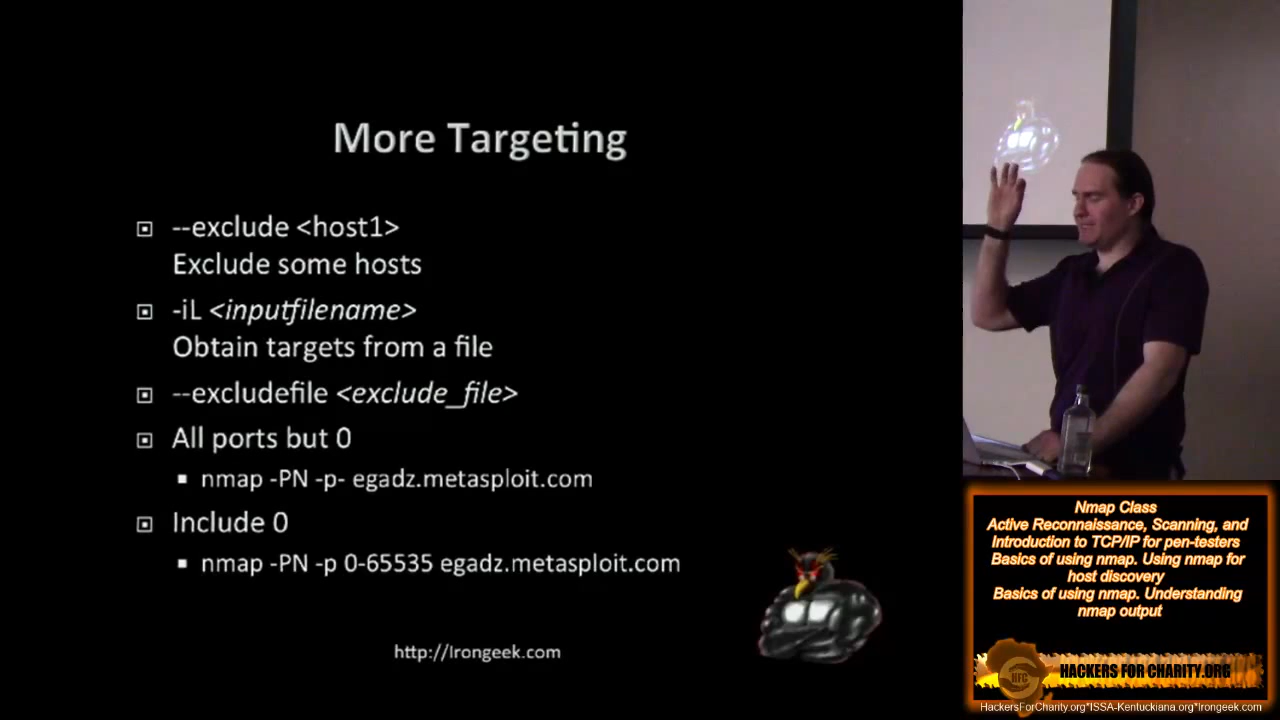 More Targeting
--exclude <host1>
Exclude some hosts
-iL <inputfilename>
Obtain targets from a file
--excludefile <exclude_file>
All ports but 0
nmap -PN -p- egadz.metasploit.com
Include 0
nmap -PN -p 0-65535 egadz.metasploit.com
http://Irongeek.com
Nmap Class
Active Reconnaissance, Scanning, and
Introduction to TCP/IP for pen-testers
Basics of using nmap. Using nmap for
host discovery
Basics of using nmap. Understanding
nmap output
HFC
HACKERS FOR CHARITY.ORG
HackersForCharity.org*ISSA-Kentuckiana.org*Irongeek.com